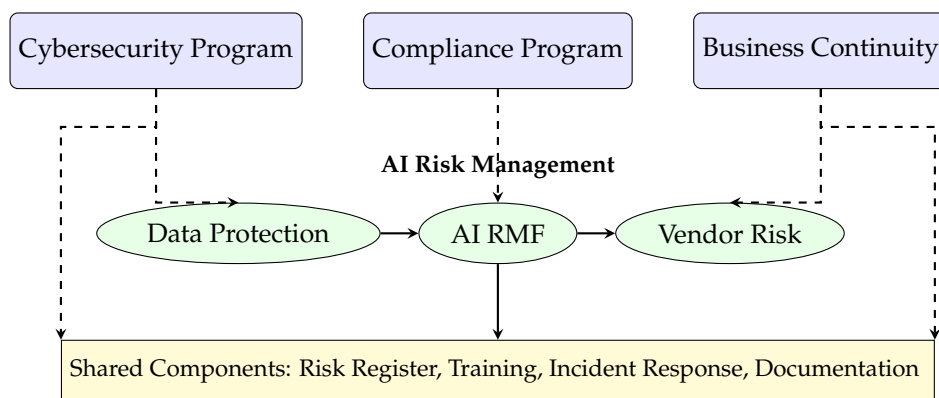 Cybersecurity Program
Compliance Program
Business Continuity
AI Risk Management
Data Protection
AI RMF
Vendor Risk
Shared Components: Risk Register, Training, Incident Response, Documentation